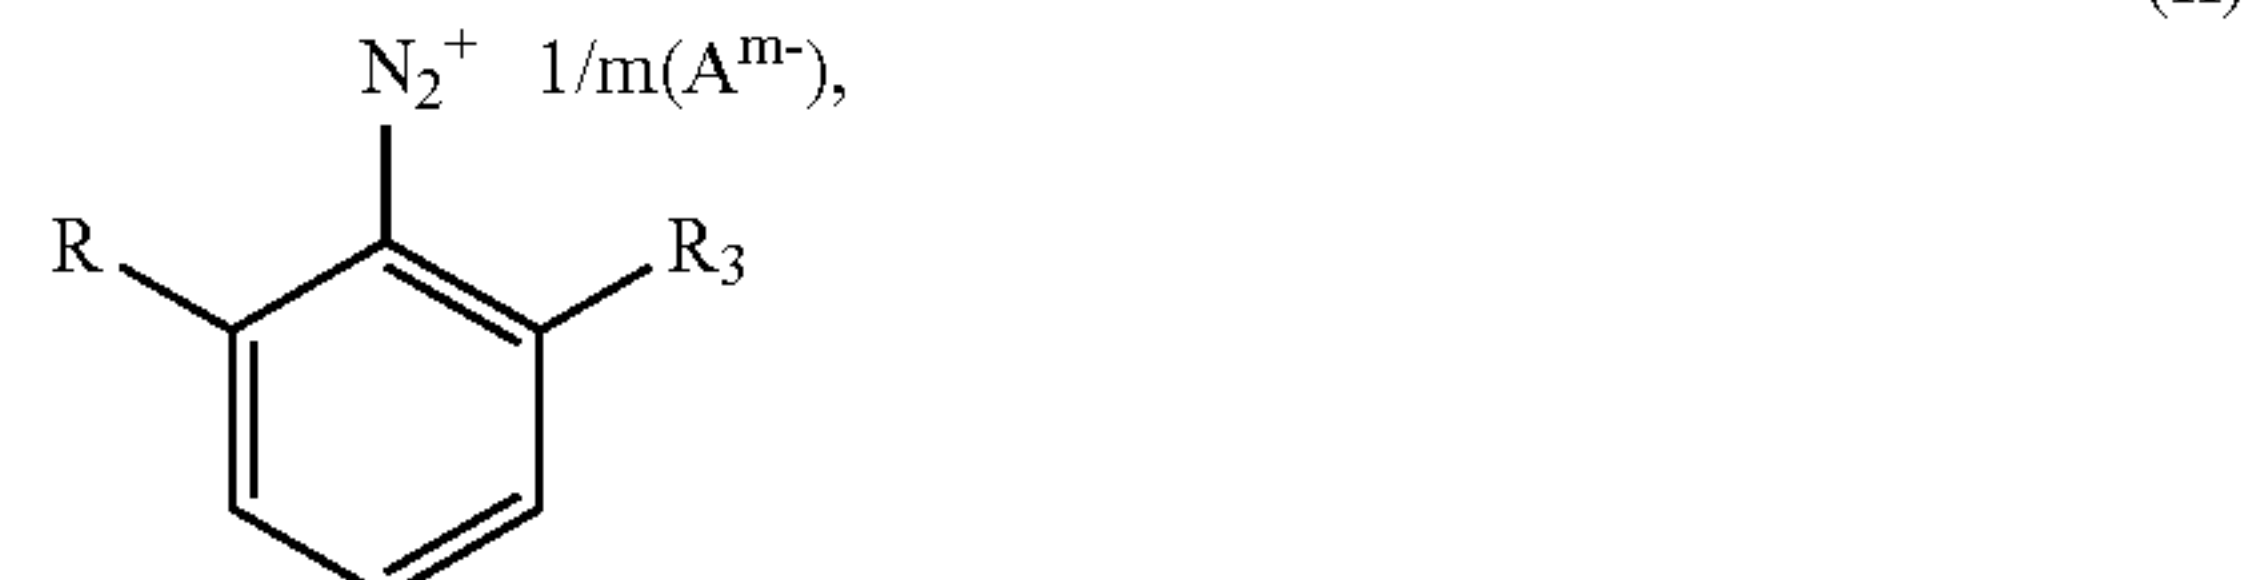 N₂⁺ 1/m(Aᵐ⁻),
R R₃